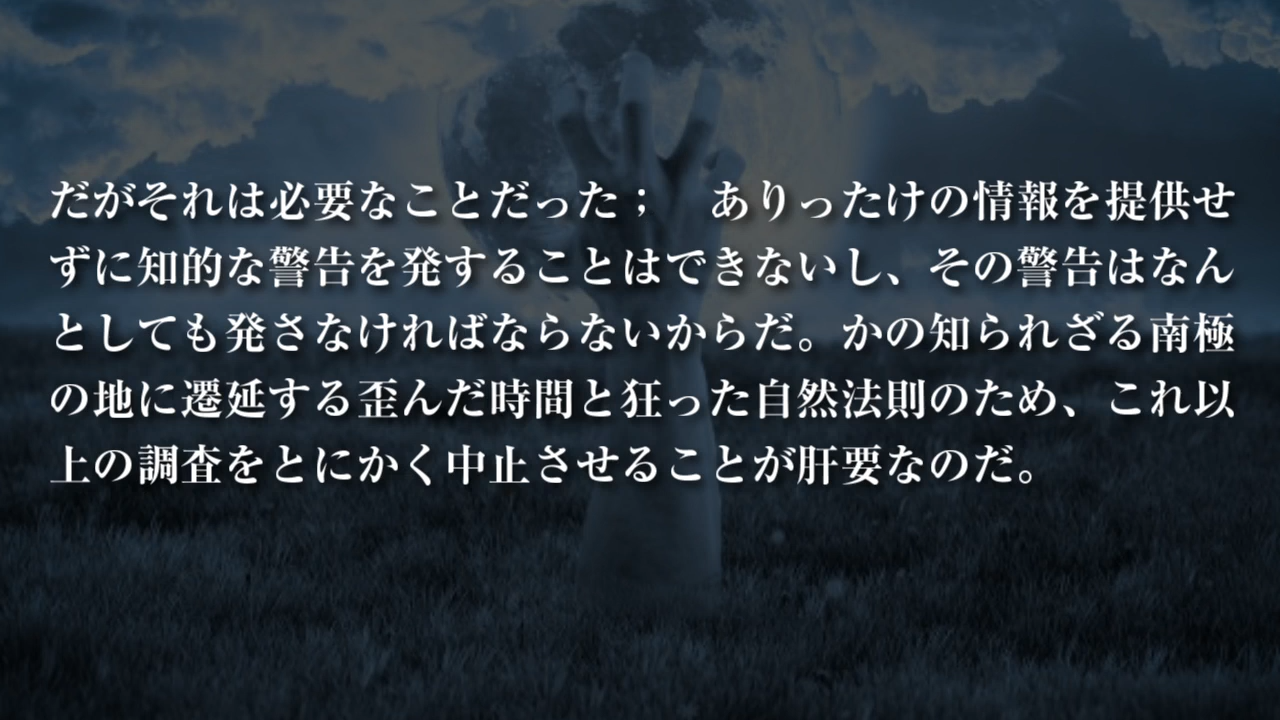 だがそれは必要なことだった；　ありったけの情報を提供せ
ずに知的な警告を発することはできないし、その警告はなん
としても発さなければならないからだ。かの知られざる南極
の地に遷延する歪んだ時間と狂った自然法則のため、これ以
上の調査をとにかく中止させることが肝要なのだ。